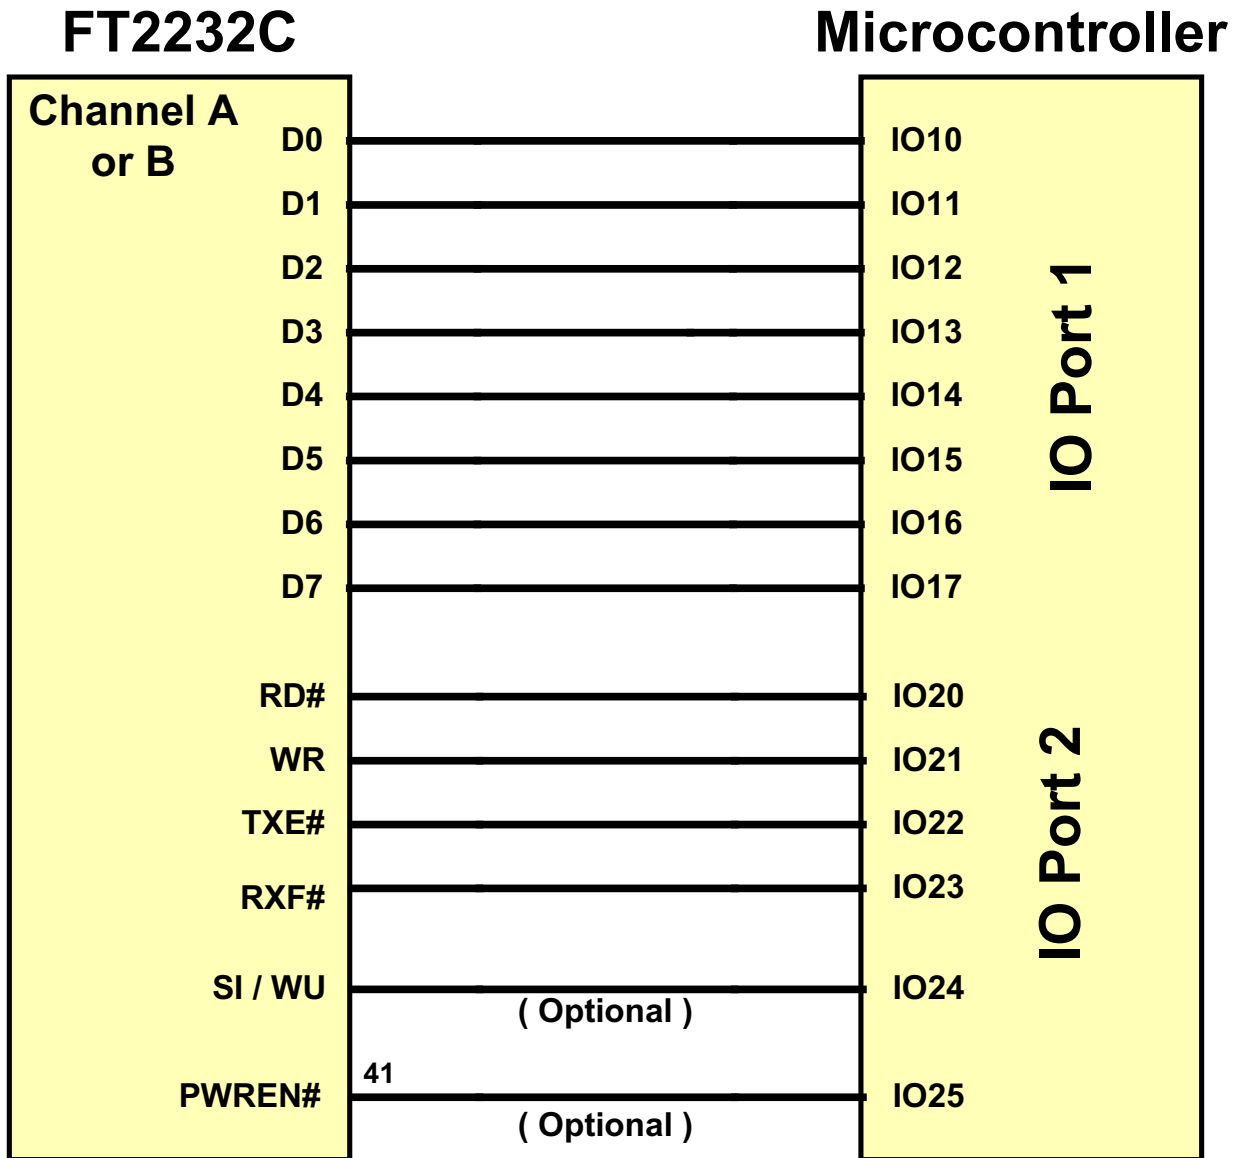 FT2232C Microcontroller
Channel A
or B
D0 IO10
D1 IO11
D2 IO12
D3 IO13
D4 IO14
D5 IO15
D6 IO16
D7 IO17
IO Port 1
RD# IO20
WR IO21
TXE# IO22
RXF# IO23
SI / WU IO24
( Optional )
41
PWREN# IO25
( Optional )
IO Port 2